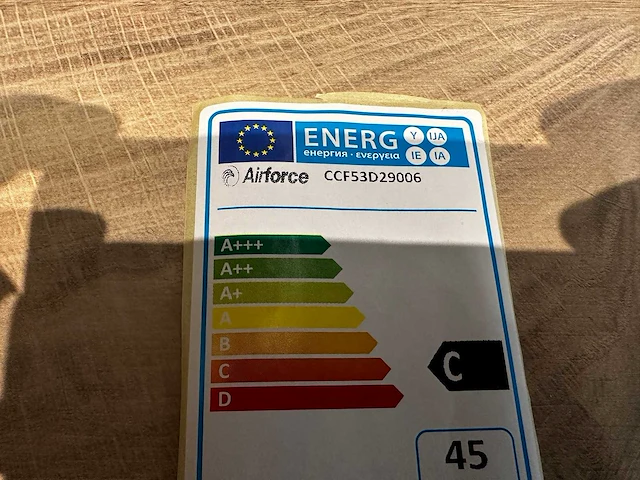 ENERG Y IJA
енергия · ενεργεια IE IA
Airforce CCF53D29006
A+++
A++
A+
A
B
C
C
D
45